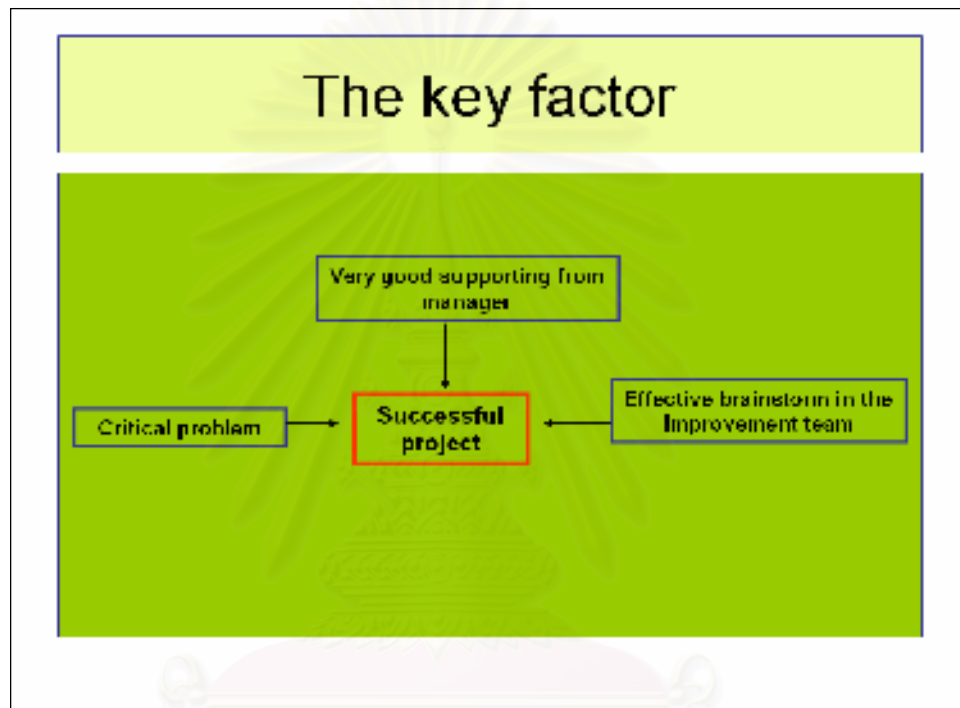 The key factor
Very good supporting from
manager
Critical problem
Successful
project
Effective brainstorm in the
Improvement team